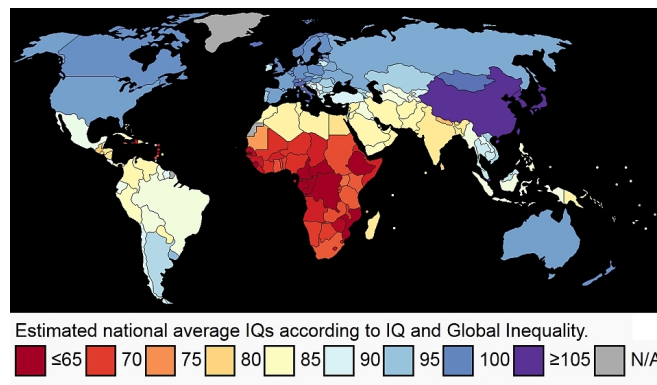 Estimated national average IQs according to IQ and Global Inequality.
≤65 70 75 80 85 90 95 100 ≥105 N/A